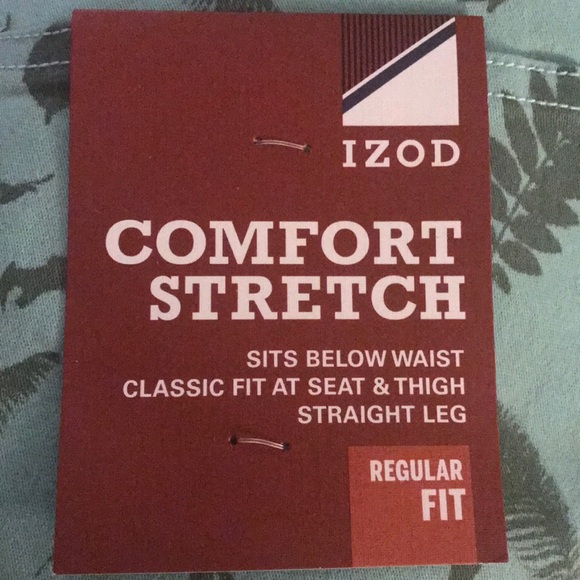 IZOD
COMFORT
STRETCH
SITS BELOW WAIST
CLASSIC FIT AT SEAT & THIGH
STRAIGHT LEG
REGULAR
FIT